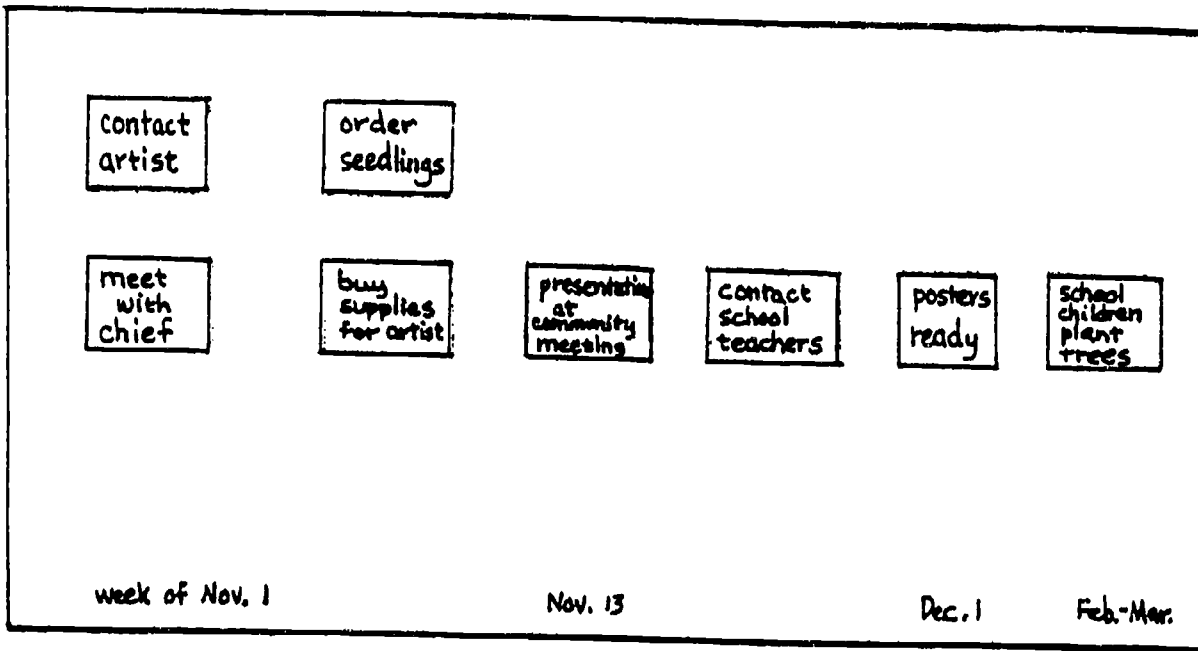 contact
artist
order
seedlings
meet
with
chief
buy
supplies
for artist
presentation
at
community
meeting
contact
school
teachers
posters
ready
school
children
plant
trees
week of Nov. 1
Nov. 13
Dec. 1
Feb.-Mar.